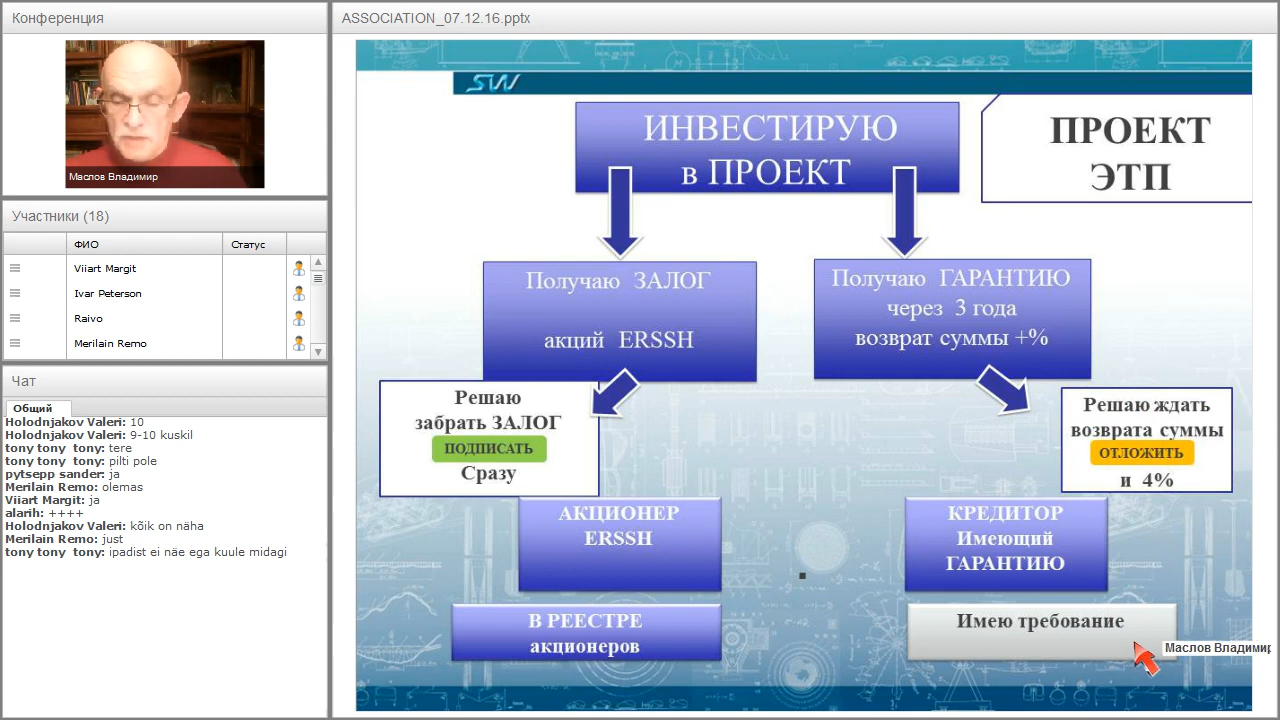 Конференция
Маслов Владимир
Участники (18)
ФИО
Статус
Viiart Margit
Ivar Peterson
Raivo
Merilain Remo
Чат
Общий
Holodnjakov Valeri: 10
Holodnjakov Valeri: 9-10 kuskil
tony tony tony: tere
tony tony tony: pilti pole
Pytsepp sander: ja
Merilain Remo: olemas
Viiart Margit: ja
alarih: ++++
Holodnjakov Valeri: kõik on näha
Merilain Remo: just
tony tony tony: ipadist ei näe ega kuule midagi
ASSOCIATION_07.12.16.pptx
SW
ИНВЕСТИРУЮ
в ПРОЕКТ
ПРОЕКТ
ЭТП
Получаю ЗАЛОГ
акций ERSSH
Получаю ГАРАНТИЮ
через 3 года
возврат суммы +%
Решаю
забрать ЗАЛОГ
ПОДПИСАТЬ
Сразу
Решаю ждать
возврата суммы
ОТЛОЖИТЬ
и 4%
АКЦИОНЕР
ERSSH
КРЕДИТОР
Имеющий
ГАРАНТИЮ
В РЕЕСТРЕ
акционеров
Имею требование
Маслов Владимир